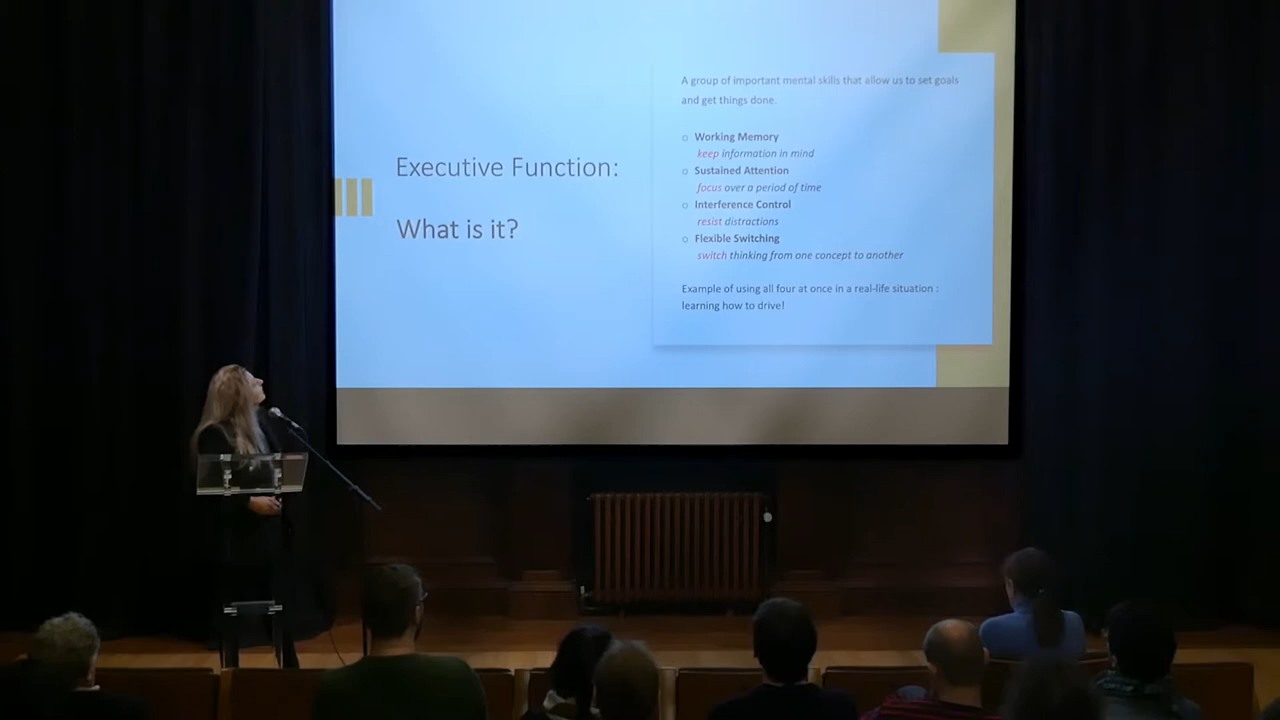 Executive Function:
What is it?
A group of important mental skills that allow us to set goals
and get things done.
o Working Memory
keep information in mind
o Sustained Attention
focus over a period of time
o Interference Control
resist distractions
o Flexible Switching
switch thinking from one concept to another
Example of using all four at once in a real-life situation :
learning how to drive!